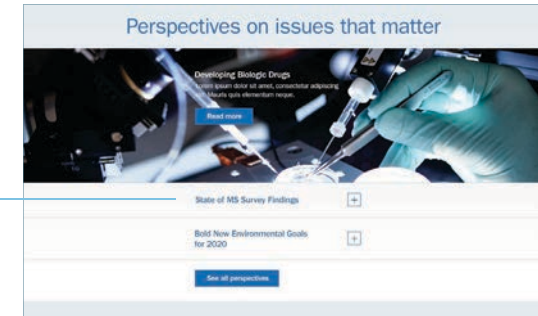 Perspectives on issues that matter
Developing Biologic Drugs
Lorem ipsum dolor sit amet, consectetur adipiscing
elit. Mauris quis elementum neque.
Read more
State of MS Survey Findings
+
Bold New Environmental Goals
for 2020
+
See all perspectives